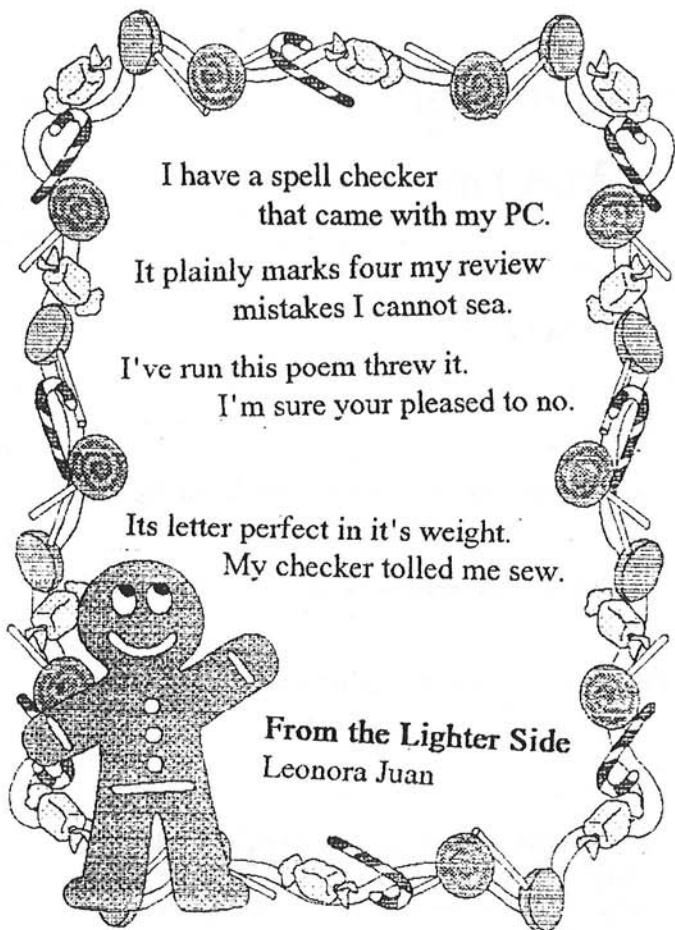 I have a spell checker
that came with my PC.
It plainly marks four my review
mistakes I cannot sea.
I've run this poem threw it.
I'm sure your pleased to no.
Its letter perfect in it's weight.
My checker tolled me sew.
From the Lighter Side
Leonora Juan